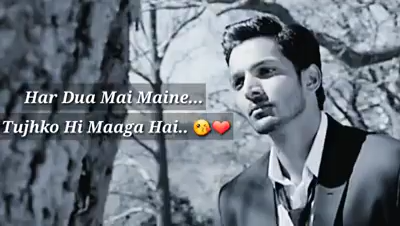 Har Dua Mai Maine...
Tujhko Hi Maaga Hai.. 😘❤